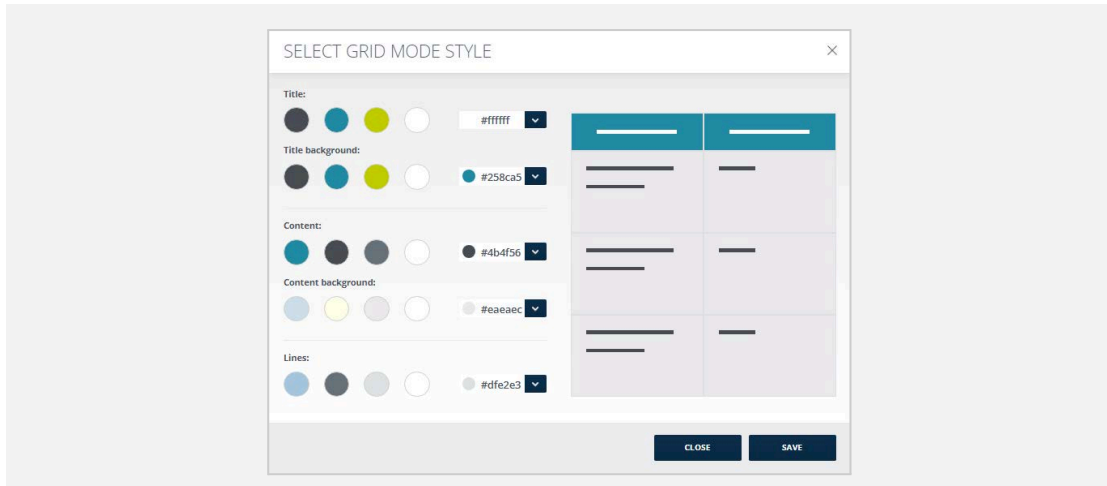 SELECT GRID MODE STYLE
Title:
#ffffff
Title background:
#258ca5
Content:
#4b4f56
Content background:
#eaeaec
Lines:
#dfe2e3
CLOSE
SAVE